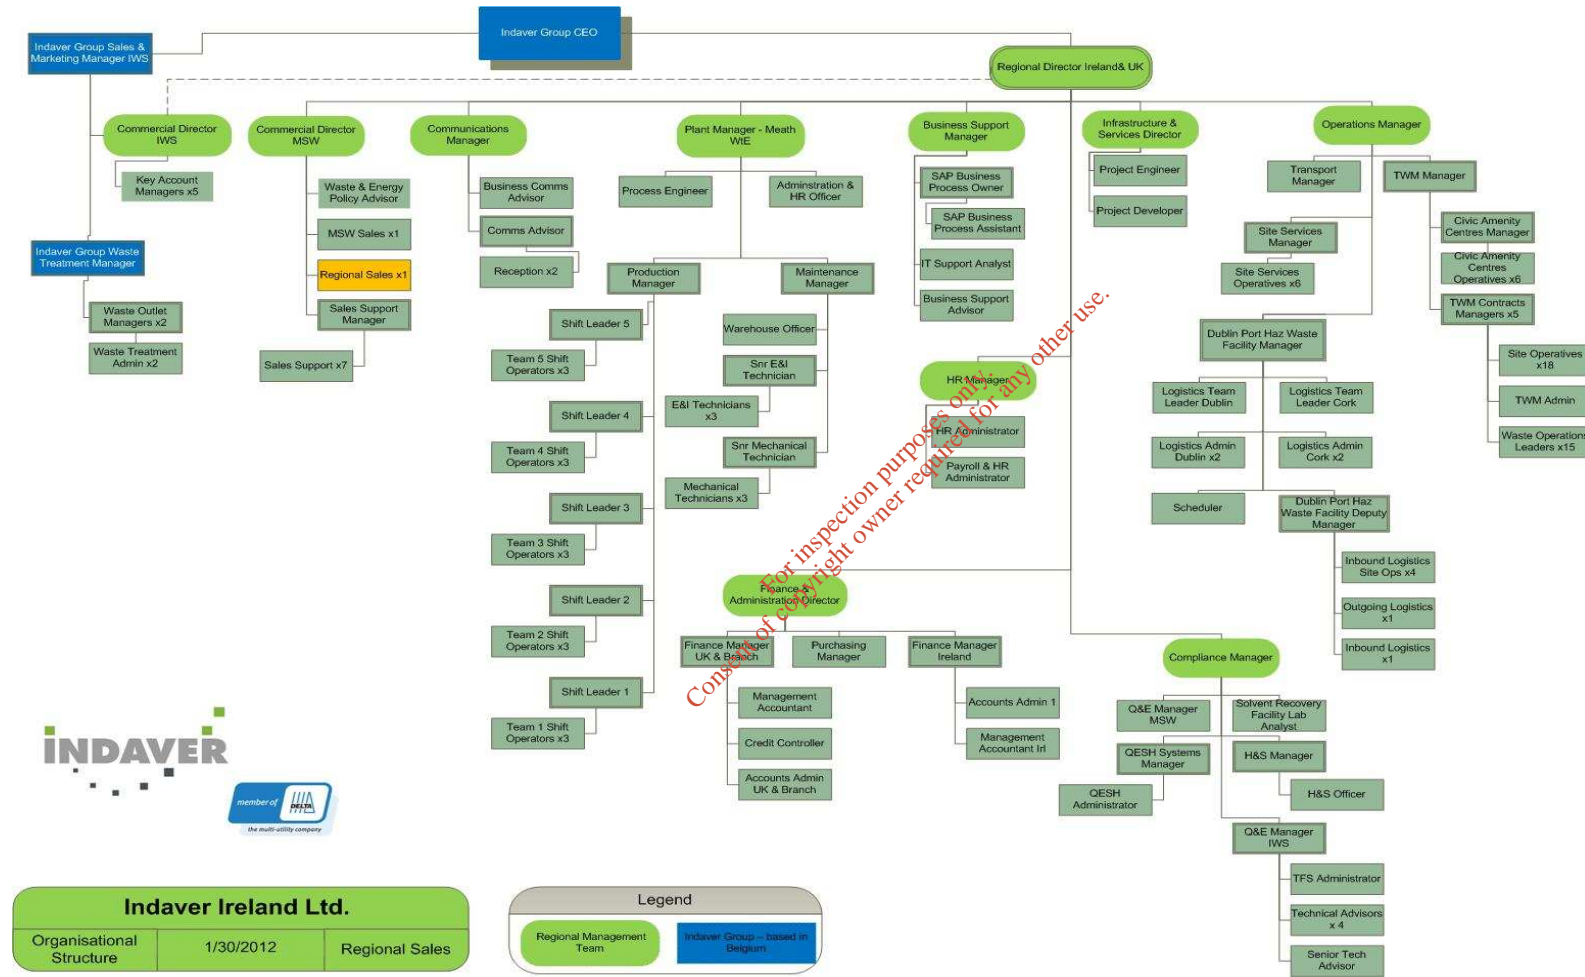 Indaver Group CEO
Indaver Group Sales &
Marketing Manager IWS
Regional Director Ireland& UK
Commercial Director
IWS
Commercial Director
MSW
Communications
Manager
Plant Manager - Meath
WtE
Business Support
Manager
Infrastructure &
Services Director
Operations Manager
Key Account
Managers x5
Waste & Energy
Policy Advisor
MSW Sales x1
Regional Sales x1
Sales Support
Manager
Sales Support x7
Indaver Group Waste
Treatment Manager
Waste Outlet
Managers x2
Waste Treatment
Admin x2
Business Comms
Advisor
Comms Advisor
Reception x2
Process Engineer
Adminstration &
HR Officer
Production
Manager
Maintenance
Manager
Shift Leader 5
Team 5 Shift
Operators x3
Shift Leader 4
Team 4 Shift
Operators x3
Shift Leader 3
Team 3 Shift
Operators x3
Shift Leader 2
Team 2 Shift
Operators x3
Shift Leader 1
Team 1 Shift
Operators x3
Warehouse Officer
Snr E&I
Technician
E&I Technicians
x3
Snr Mechanical
Technician
Mechanical
Technicians x3
SAP Business
Process Owner
SAP Business
Process Assistant
IT Support Analyst
Business Support
Advisor
HR Manager
HR Administrator
Payroll & HR
Administrator
Project Engineer
Project Developer
Transport
Manager
TWM Manager
Site Services
Manager
Site Services
Operatives x6
Civic Amenity
Centres Manager
Civic Amenity
Centres
Operatives x6
TWM Contracts
Managers x5
Site Operatives
x18
TWM Admin
Waste Operations
Leaders x15
Dublin Port Haz Waste
Facility Manager
Logistics Team
Leader Dublin
Logistics Team
Leader Cork
Logistics Admin
Dublin x2
Logistics Admin
Cork x2
Scheduler
Dublin Port Haz
Waste Facility Deputy
Manager
Inbound Logistics
Site Ops x4
Outgoing Logistics
x1
Inbound Logistics
x1
Finance &
Administration Director
Finance Manager
UK & Branch
Purchasing
Manager
Finance Manager
Ireland
Management
Accountant
Credit Controller
Accounts Admin
UK & Branch
Accounts Admin 1
Management
Accountant Irl
Compliance Manager
Q&E Manager
MSW
Solvent Recovery
Facility Lab
Analyst
QESH Systems
Manager
H&S Manager
QESH
Administrator
H&S Officer
Q&E Manager
IWS
TFS Administrator
Technical Advisors
x 4
Senior Tech
Advisor
For inspection purposes only.
Consent of copyright owner required for any other use.
INDAVER
member of
DELTA
the multi-utility company
Indaver Ireland Ltd.
Organisational
Structure
1/30/2012
Regional Sales
Legend
Regional Management
Team
Indaver Group – based in
Belgium